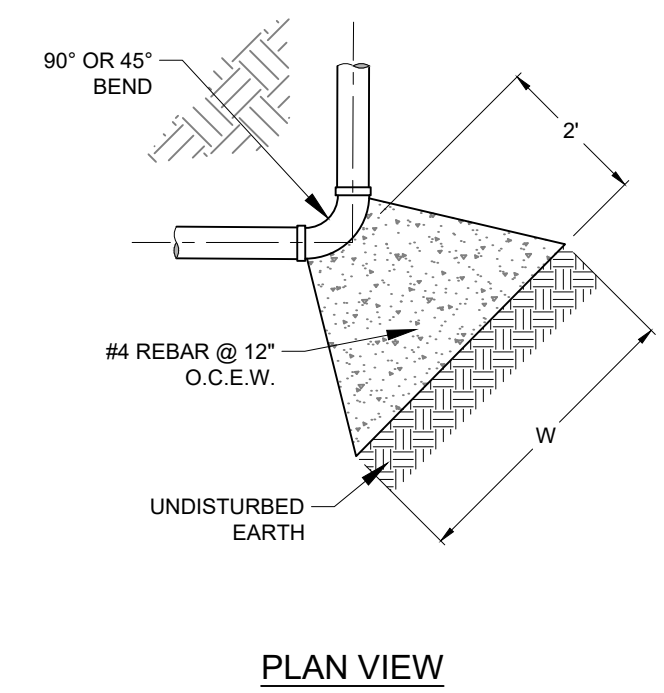 90° OR 45°
BEND
2'
#4 REBAR @ 12"
O.C.E.W.
W
UNDISTURBED
EARTH
PLAN VIEW